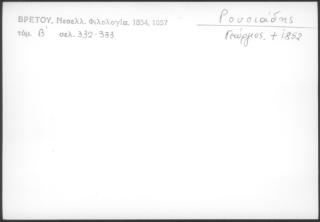 ΒΡΕΤΟΥ, Νεοελλ. Φιλολογία, 1854, 1857
τόμ. Β΄ σελ. 332-333
Ρουσιάδης
Γεώργιος. + 1852